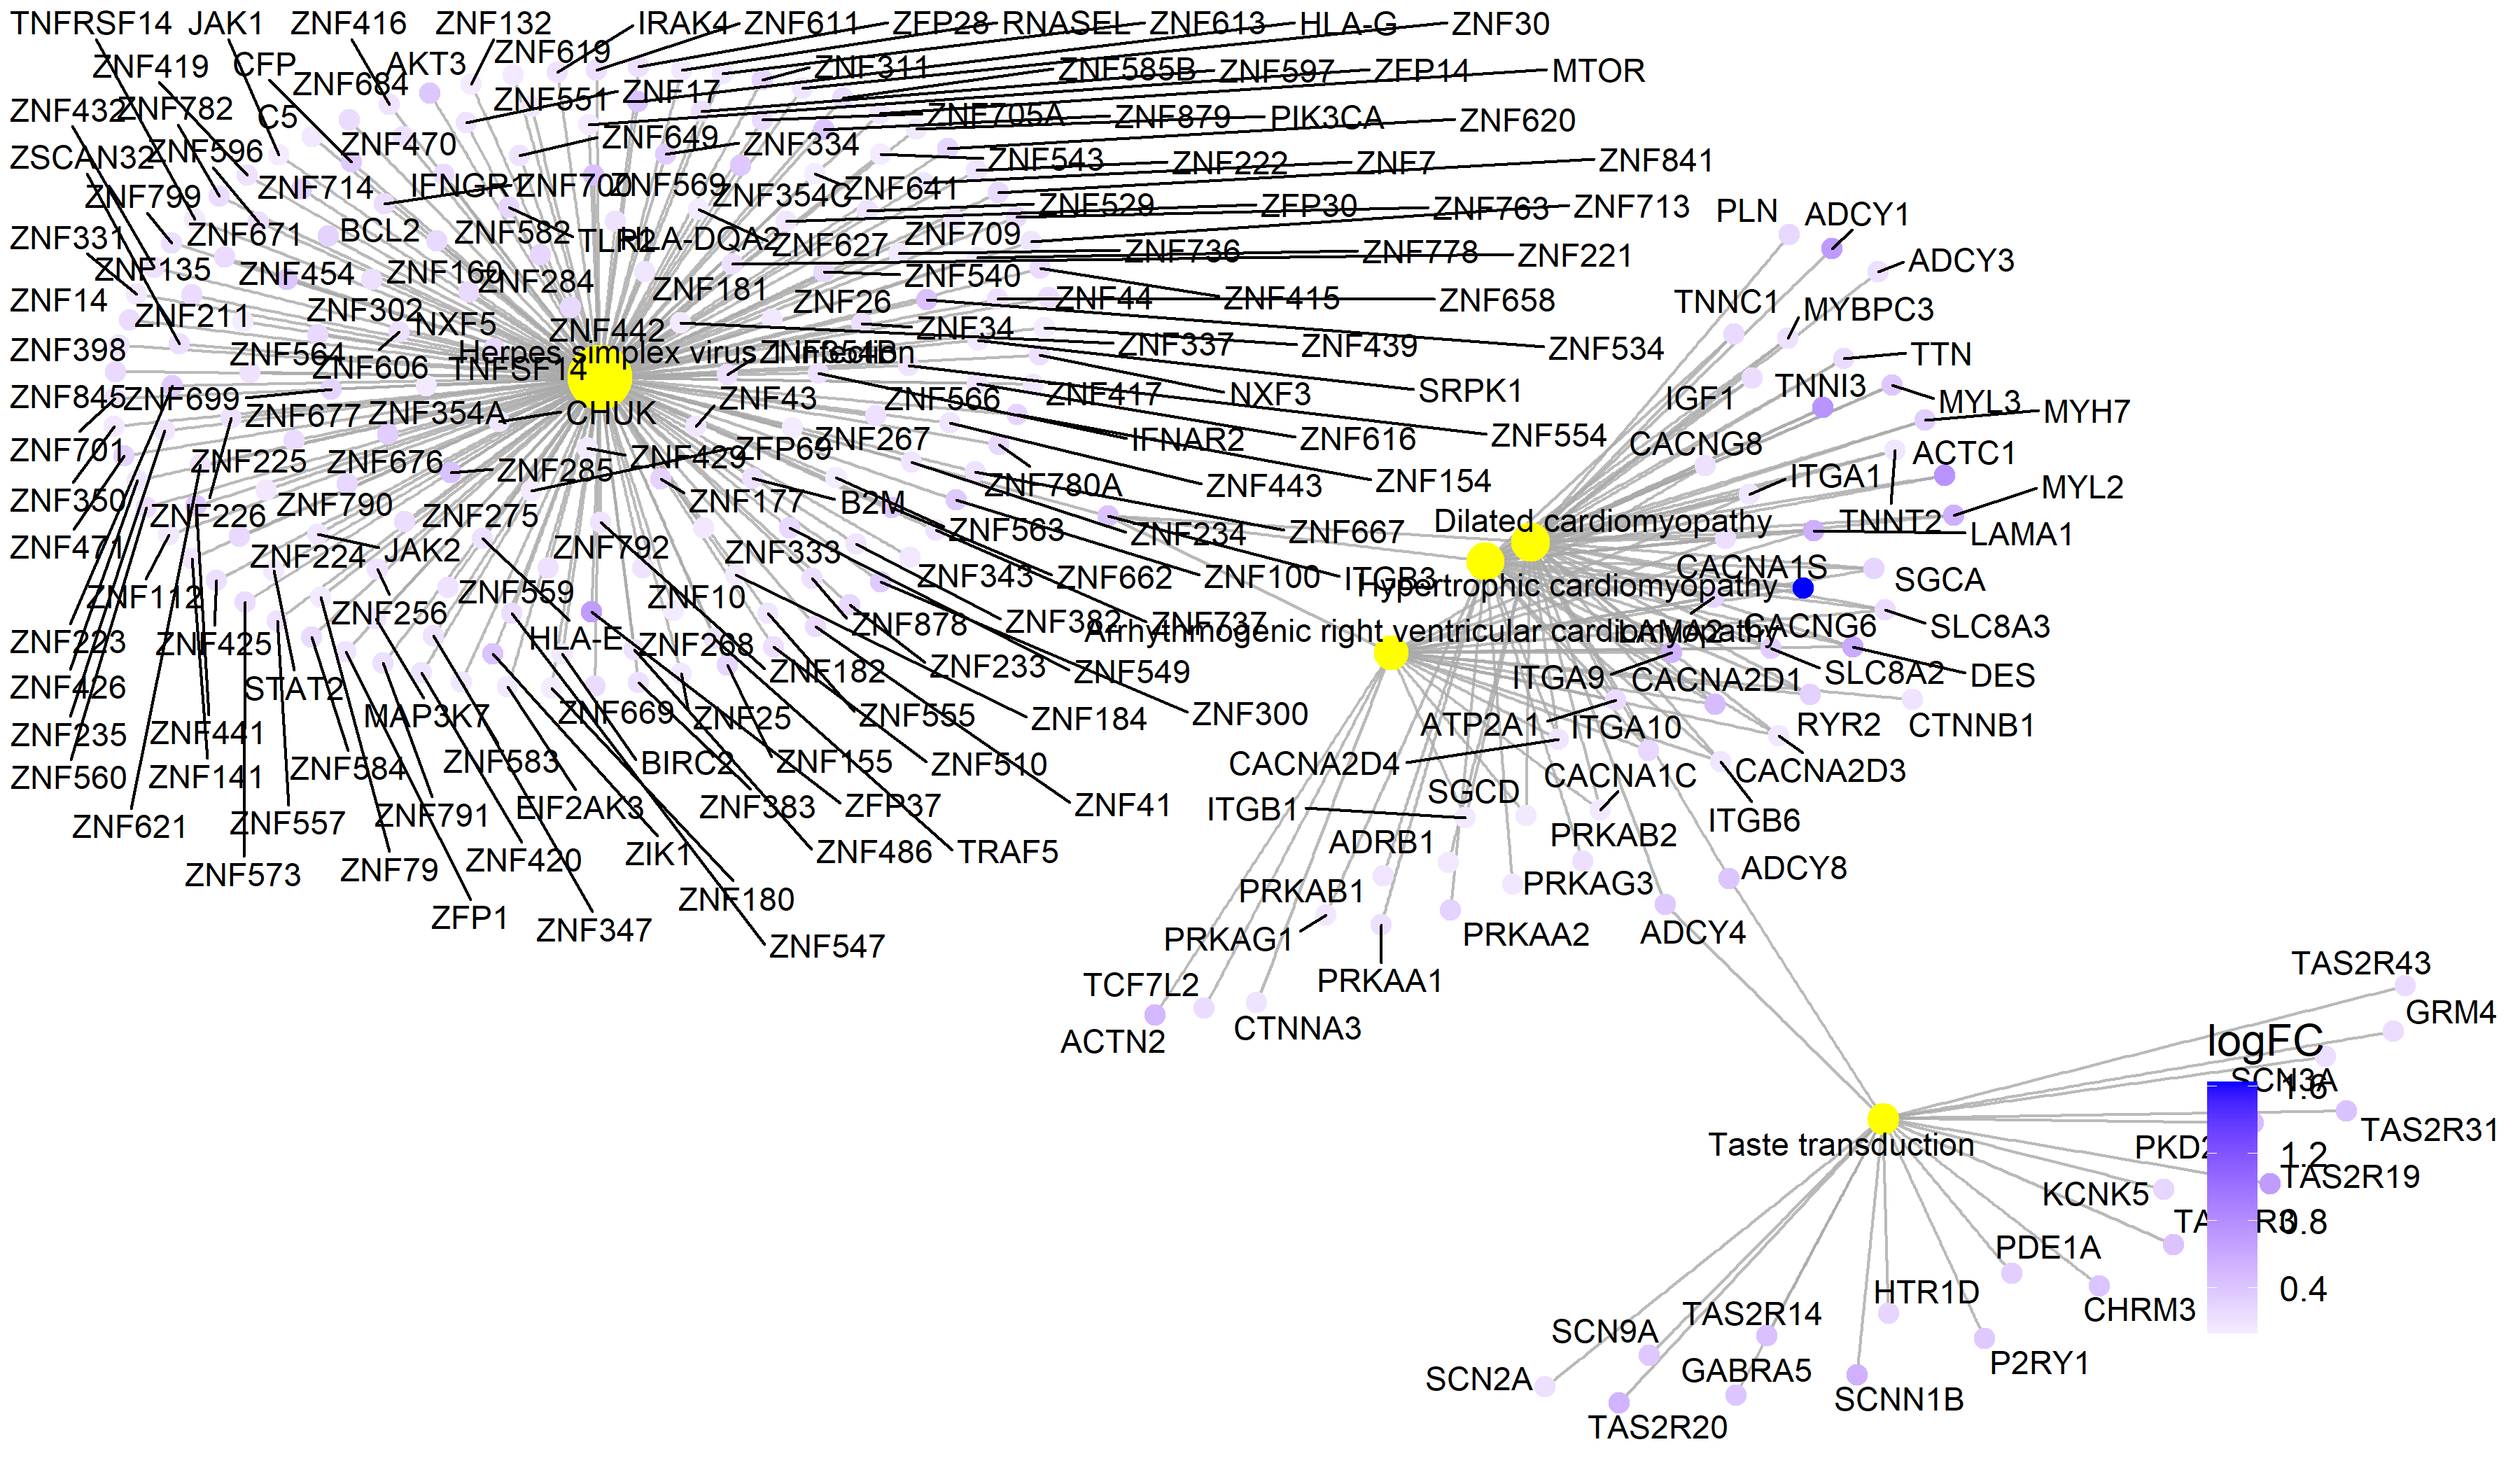 TNFRSF14 JAK1 ZNF416 ZNF132 IRAK4 ZNF611 ZFP28 RNASEL ZNF613 HLA-G ZNF30
ZNF619
ZNF419 CFP ZNF684 AKT3 ZNF311 ZNF585B ZNF597 ZFP14 MTOR
ZNF432 ZNF782 C5 ZNF551 ZNF17 ZNF705A ZNF879 PIK3CA ZNF620
ZSCAN32 ZNF596 ZNF470 ZNF649 ZNF334 ZNF543 ZNF222 ZNF7 ZNF841
ZNF799 ZNF714 IFNGR1 ZNF700 ZNF569 ZNF354C ZNF641 ZNF529 ZFP30 ZNF763 ZNF713 PLN ADCY1
ZNF331 ZNF671 BCL2 ZNF582 TLR2 HLA-DQA2 ZNF627 ZNF709 ZNF736 ZNF778 ZNF221 ADCY3
ZNF135 ZNF454 ZNF160 ZNF284 ZNF181 ZNF540
ZNF14 ZNF211 ZNF302 NXF5 ZNF442 ZNF26 ZNF44 ZNF415 ZNF658 TNNC1 MYBPC3
ZNF34 ZNF337 ZNF439 ZNF534
ZNF398 ZNF564 ZNF606 TNFSF14 Herpes simplex virus 1 infection ZNF354B TTN
ZNF845 ZNF699 ZNF677 ZNF354A CHUK ZNF43 ZNF566 ZNF417 NXF3 SRPK1 IGF1 TNNI3 MYL3 MYH7
ZNF701 ZNF225 ZNF676 ZNF285 ZNF429 ZFP69 ZNF267 IFNAR2 ZNF616 ZNF554 CACNG8 ACTC1
ZNF350 ZNF226 ZNF790 ZNF275 ZNF177 B2M ZNF780A ZNF443 ZNF154 ITGA1 MYL2
ZNF471 ZNF224 JAK2 ZNF792 ZNF333 ZNF563 ZNF234 ZNF667 Dilated cardiomyopathy TNNT2 LAMA1
ZNF112 ZNF256 ZNF559 ZNF10 ZNF343 ZNF662 ZNF100 ITGB3 CACNA1S SGCA
Hypertrophic cardiomyopathy
ZNF223 ZNF425 HLA-E ZNF268 ZNF878 ZNF382 ZNF737 LAMA2 CACNG6 SLC8A3
Arrhythmogenic right ventricular cardiomyopathy
ZNF426 STAT2 ZNF182 ZNF233 ZNF549 ITGA9 CACNA2D1 SLC8A2 DES
ZNF235 ZNF441 MAP3K7 ZNF669 ZNF25 ZNF555 ZNF184 ZNF300 ATP2A1 ITGA10 RYR2 CTNNB1
ZNF560 ZNF141 ZNF584 ZNF583 BIRC2 ZNF155 ZNF510 CACNA2D4 CACNA1C CACNA2D3
ZNF621 ZNF557 ZNF791 EIF2AK3 ZNF383 ZFP37 ZNF41 ITGB1 SGCD ITGB6
ZNF573 ZNF79 ZNF420 ZIK1 ZNF486 TRAF5 ADRB1 PRKAB2 ADCY8
ZFP1 ZNF347 ZNF180 PRKAB1 PRKAG3
ZNF547 PRKAG1 PRKAA2 ADCY4
TCF7L2 PRKAA1 TAS2R43
ACTN2 CTNNA3 GRM4
logFC
SCN3A
1.6
Taste transduction TAS2R31
1.2
KCNK5 TAS2R19
0.8
PDE1A
HTR1D 0.4
SCN9A TAS2R14 CHRM3
SCN2A GABRA5 P2RY1
TAS2R20 SCNN1B